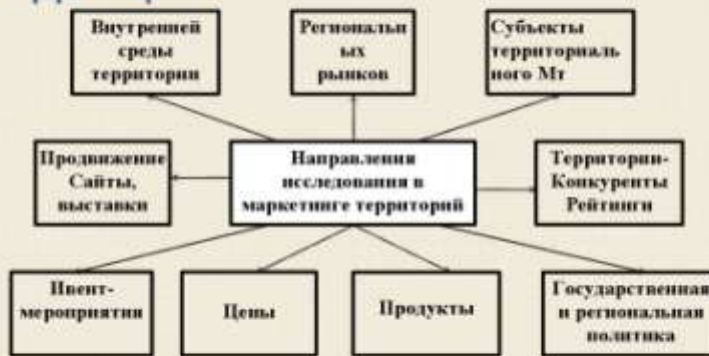 Внутренней
среды
территории
Региональн
ых
рынков
Субъекты
территориаль
ного Мт
Продвижение
Сайты,
выставки
Направления
исследования в
маркетинге территорий
Территории-
Конкуренты
Рейтинги
Ивент-
мероприятия
Цены
Продукты
Государственная
и региональная
политика